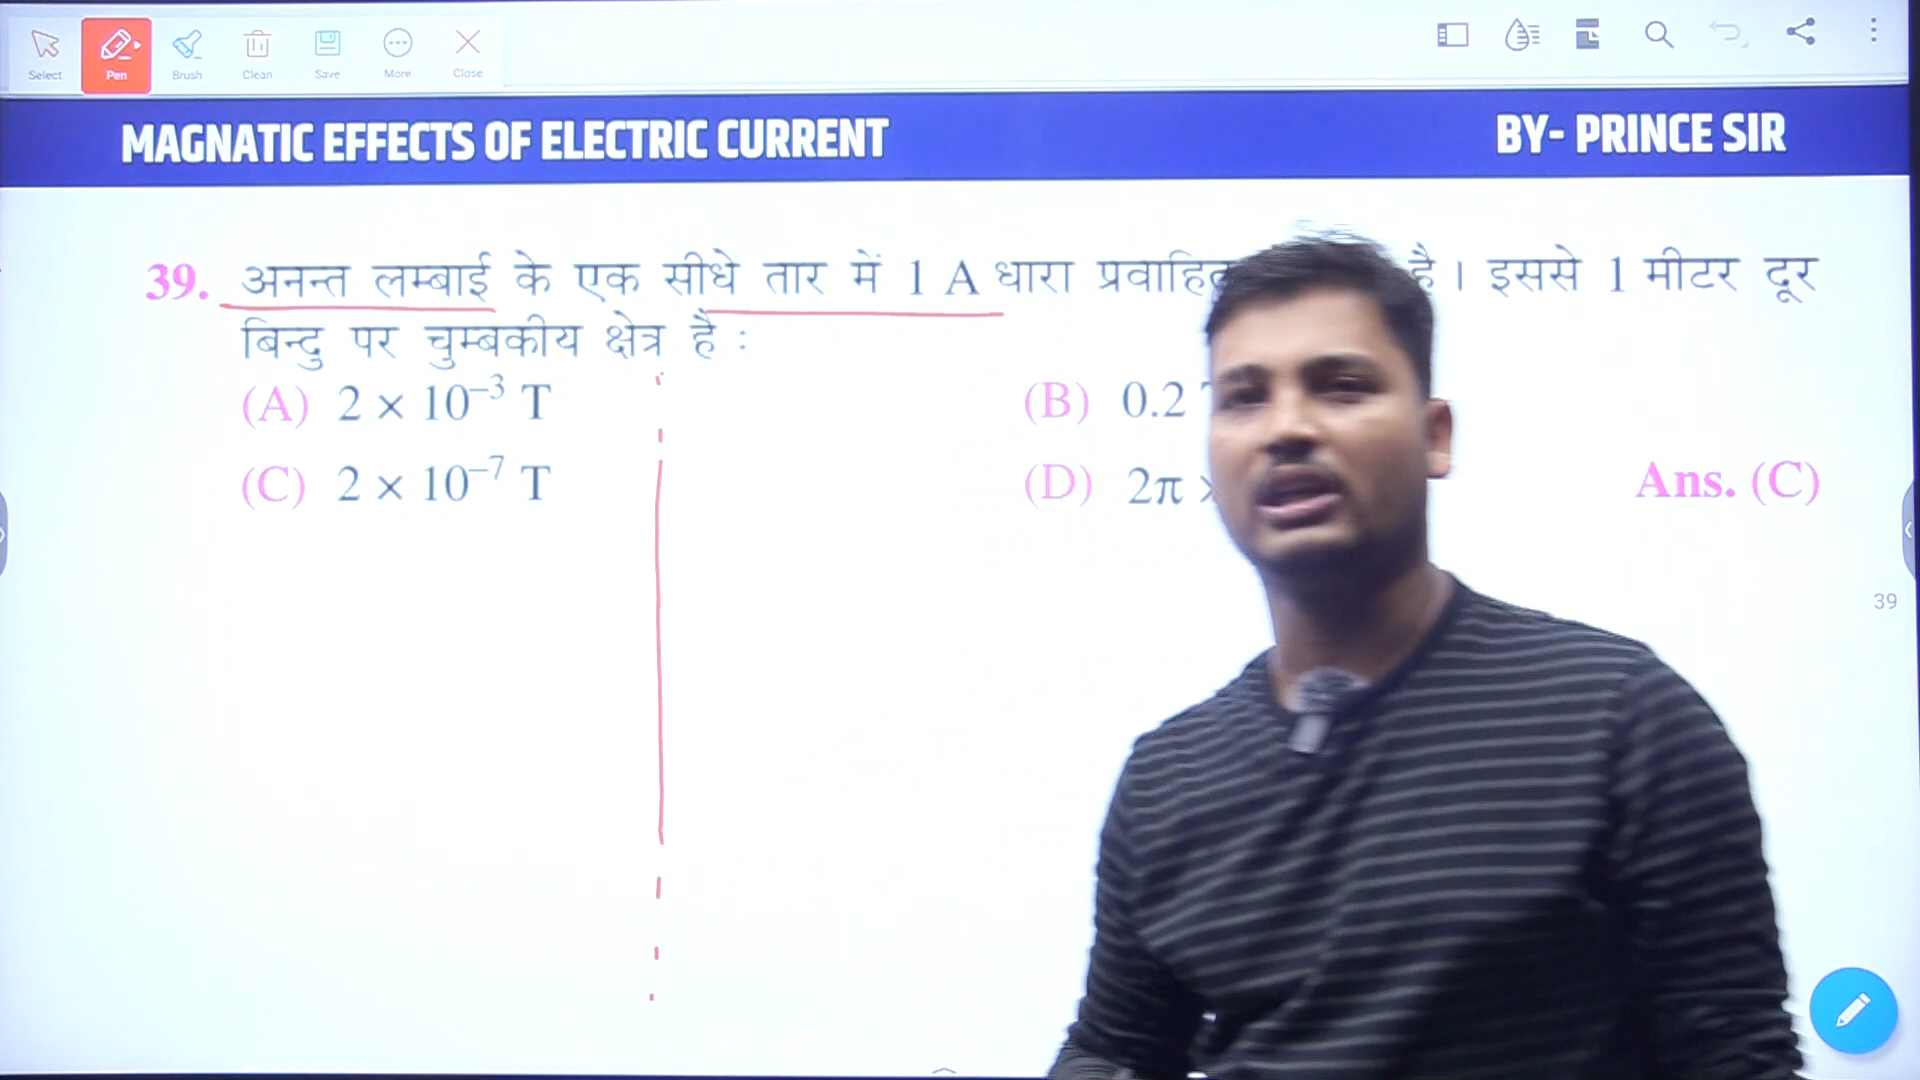 Select Pen Brush Clean Save More Close
MAGNATIC EFFECTS OF ELECTRIC CURRENT
BY- PRINCE SIR
39. अनन्त लम्बाई के एक सीधे तार में 1 A धारा है। इससे 1 मीटर दूर
बिन्दु पर चुम्बकीय क्षेत्र है :
(A) 2 × 10⁻³ T (B) 0.2
(C) 2 × 10⁻⁷ T (D) 2π Ans. (C)
39